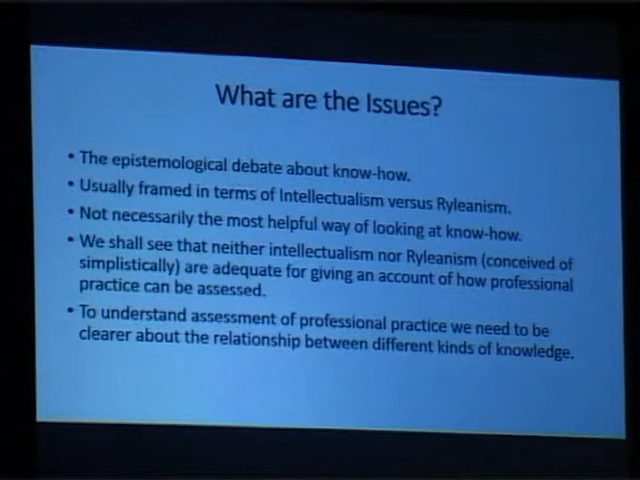 What are the Issues?
• The epistemological debate about know-how.
• Usually framed in terms of Intellectualism versus Ryleanism.
• Not necessarily the most helpful way of looking at know-how.
• We shall see that neither intellectualism nor Ryleanism (conceived of
simplistically) are adequate for giving an account of how professional
practice can be assessed.
• To understand assessment of professional practice we need to be
clearer about the relationship between different kinds of knowledge.